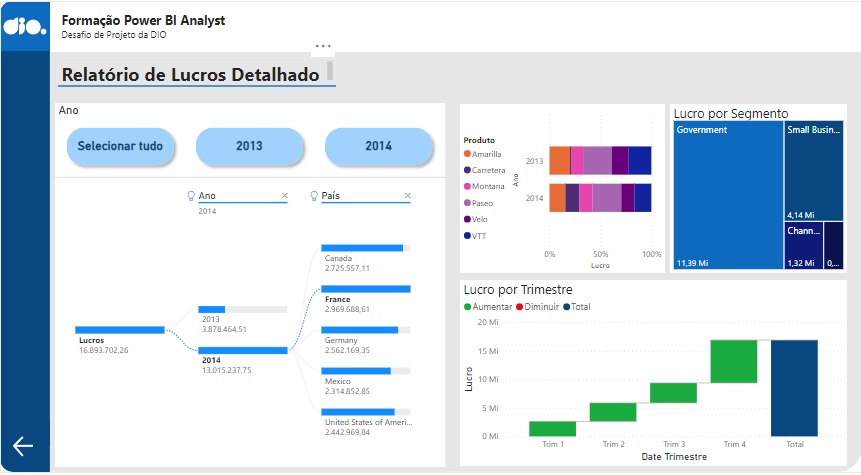 dio.
Formação Power BI Analyst
Desafio de Projeto da DIO
Relatório de Lucros Detalhado
Ano
Selecionar tudo
2013
2014
Ano
2014
País
Lucros
16.893.702,26
2013
3.878.464,51
2014
13.015.237,75
Canada
2.725.557,11
France
2.969.688,61
Germany
2.562.169,35
Mexico
2.314.852,85
United States of Ameri...
2.442.969,84
Produto
Amarilla
Carretera
Montana
Paseo
Velo
VTT
Ano
2013
2014
0%
50%
100%
Lucro
Lucro por Segmento
Government
11,39 Mi
Small Busin...
4,14 Mi
Chann...
1,32 Mi
0,...
Lucro por Trimestre
Aumentar
Diminuir
Total
Lucro
20 Mi
15 Mi
10 Mi
5 Mi
0 Mi
Trim 1
Trim 2
Trim 3
Trim 4
Total
Date Trimestre